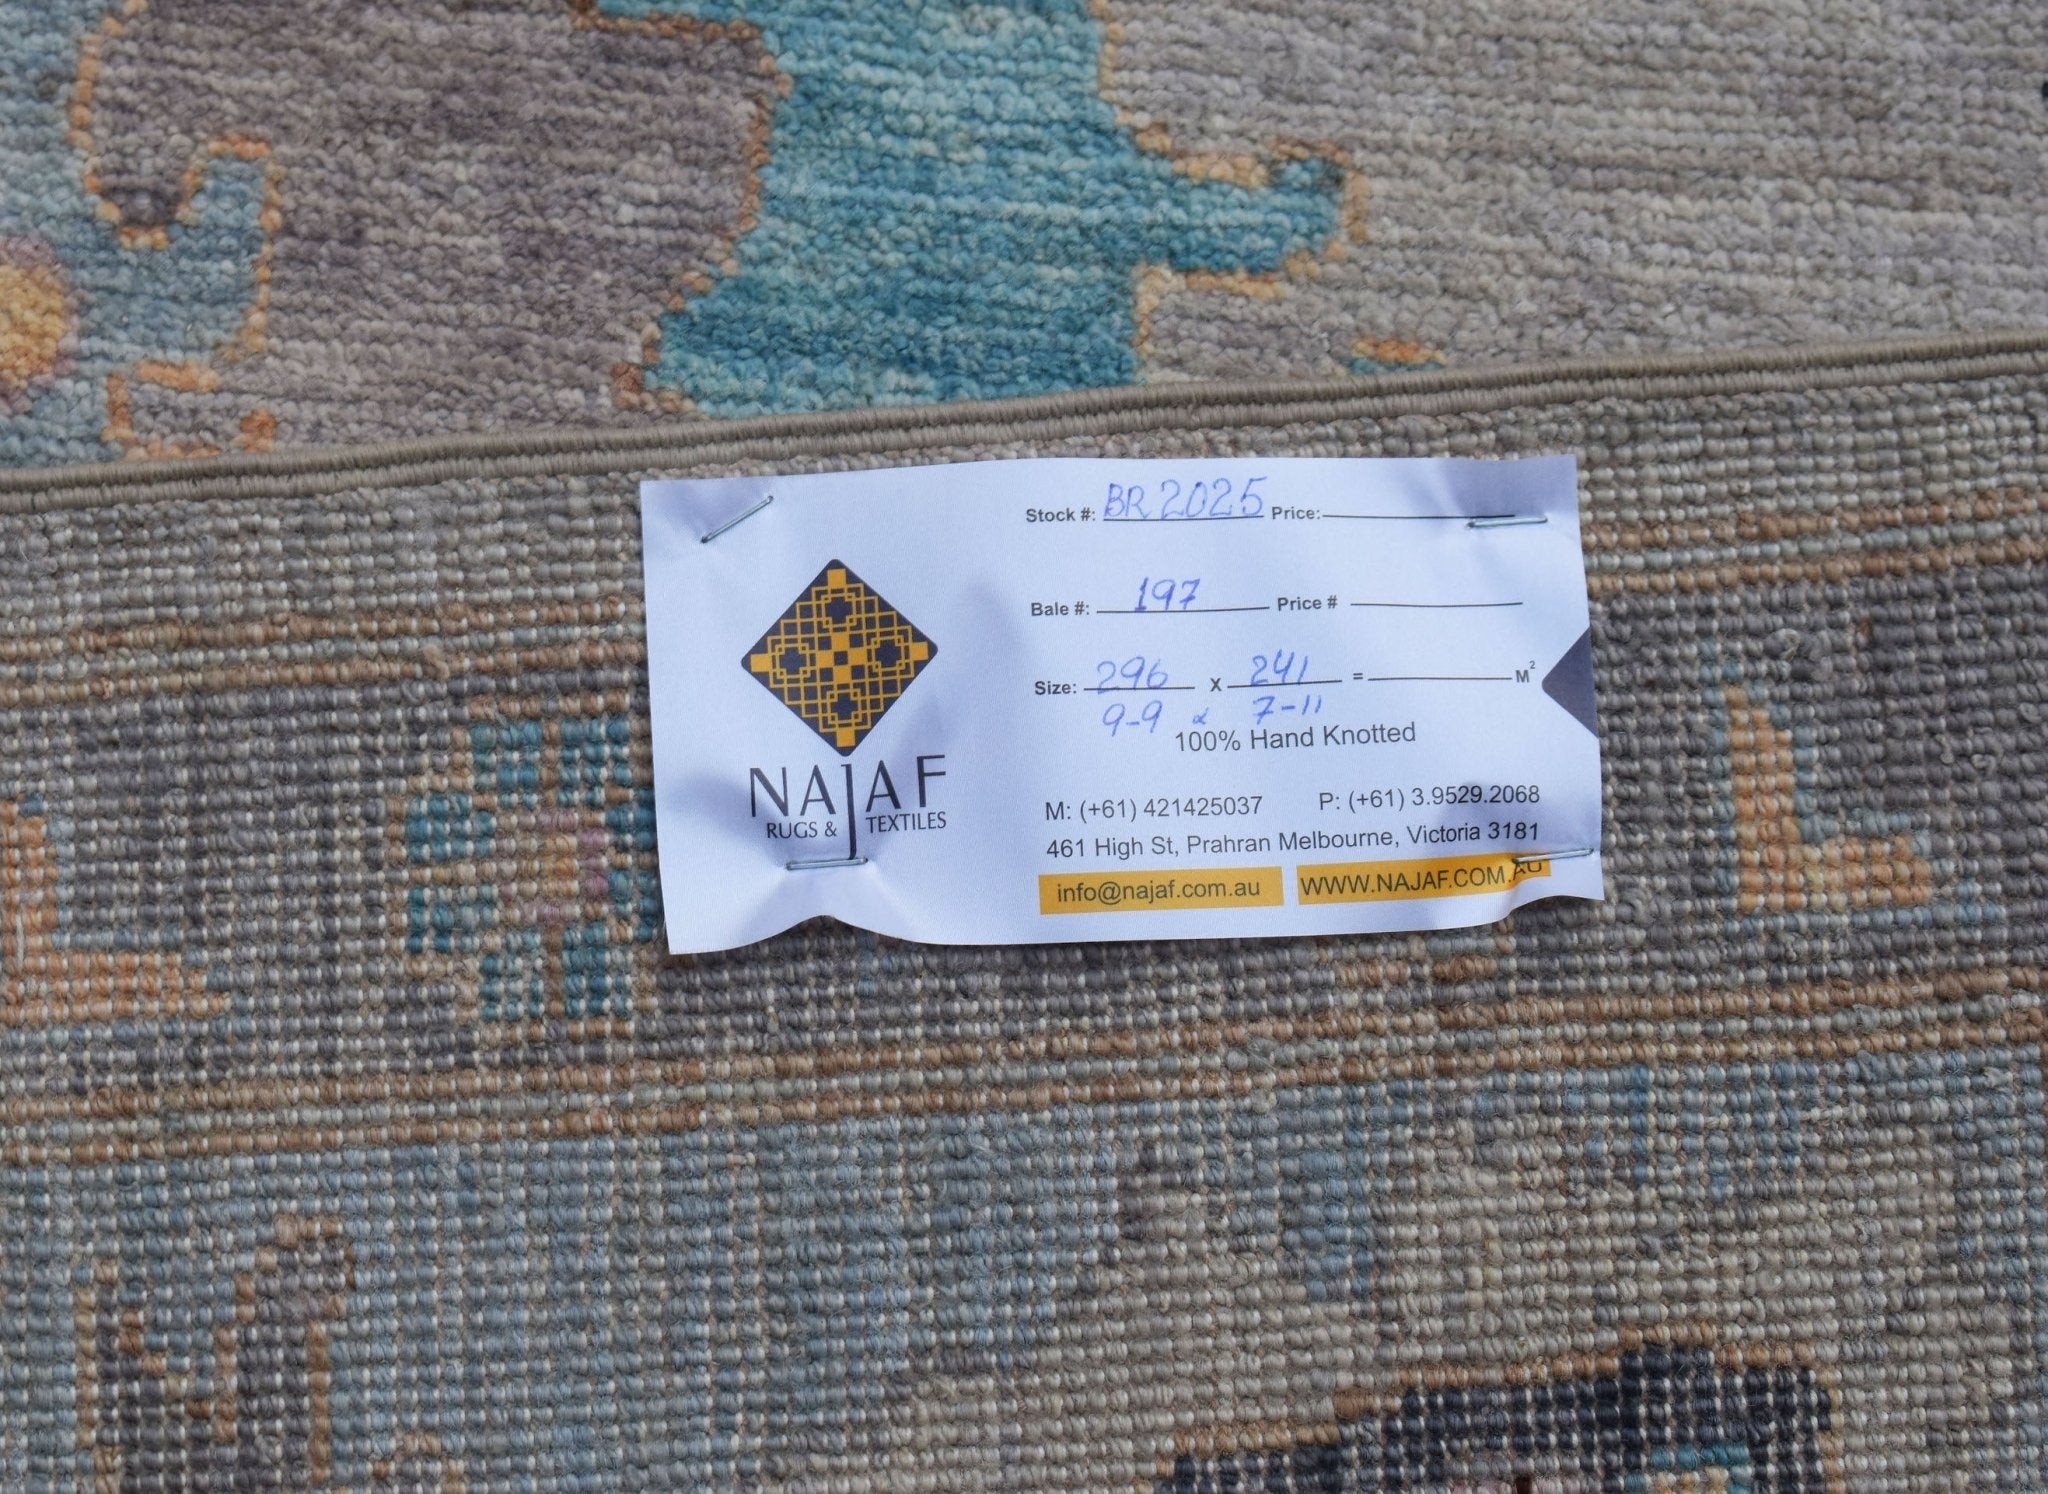 Stock #: BR2025 Price:
Bale #: 197 Price #
Size: 296 X 241 = M²
9-9 x 7-11
100% Hand Knotted
NAJAF
RUGS & TEXTILES
M: (+61) 421425037 P: (+61) 3.9529.2068
461 High St, Prahran Melbourne, Victoria 3181
info@najaf.com.au WWW.NAJAF.COM.AU